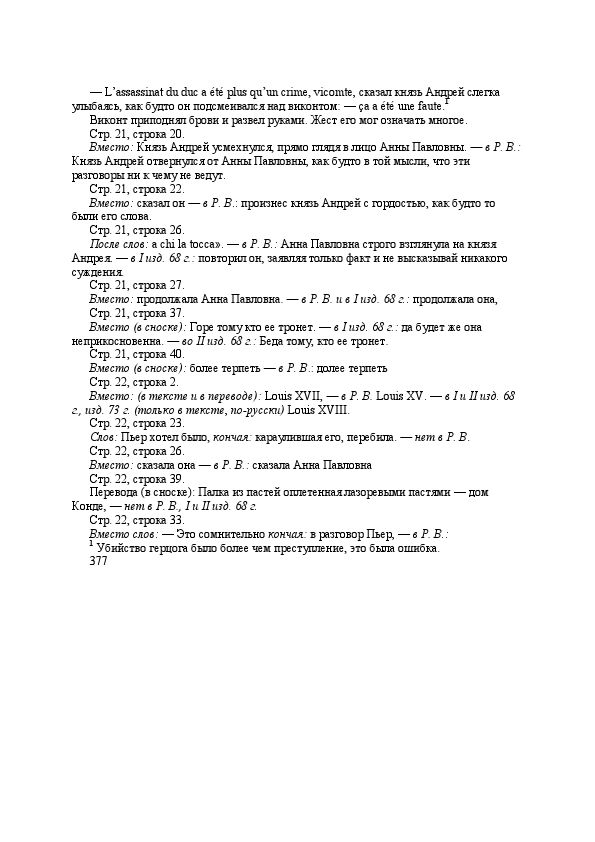 — L’assassinat du duc a été plus qu’un crime, vicomte, сказал князь Андрей слегка
улыбаясь, как будто он подсмеивался над виконтом: — ça a été une faute.¹
Виконт приподнял брови и развел руками. Жест его мог означать многое.
Стр. 21, строка 20.
Вместо: Князь Андрей усмехнулся, прямо глядя в лицо Анны Павловны. — в Р. В.:
Князь Андрей отвернулся от Анны Павловны, как будто в той мысли, что эти
разговоры ни к чему не ведут.
Стр. 21, строка 22.
Вместо: сказал он — в Р. В.: произнес князь Андрей с гордостью, как будто то
были его слова.
Стр. 21, строка 26.
После слов: a chi la tocca». — в Р. В.: Анна Павловна строго взглянула на князя
Андрея. — в I изд. 68 г.: повторил он, заявляя только факт и не высказывай никакого
суждения.
Стр. 21, строка 27.
Вместо: продолжала Анна Павловна. — в Р. В. и в I изд. 68 г.: продолжала она,
Стр. 21, строка 37.
Вместо (в сноске): Горе тому кто ее тронет. — в I изд. 68 г.: да будет же она
неприкосновенна. — во II изд. 68 г.: Беда тому, кто ее тронет.
Стр. 21, строка 40.
Вместо (в сноске): более терпеть — в Р. В.: долее терпеть
Стр. 22, строка 2.
Вместо: (в тексте и в переводе): Louis XVII, — в Р. В. Louis XV. — в I и II изд. 68
г., изд. 73 г. (только в тексте, по-русски) Louis XVIII.
Стр. 22, строка 23.
Слов: Пьер хотел было, кончая: караулившая его, перебила. — нет в Р. В.
Стр. 22, строка 26.
Вместо: сказала она — в Р. В.: сказала Анна Павловна
Стр. 22, строка 39.
Перевода (в сноске): Палка из пастей оплетенная лазоревыми пастями — дом
Конде, — нет в Р. В., I и II изд. 68 г.
Стр. 22, строка 33.
Вместо слов: — Это сомнительно кончая: в разговор Пьер, — в Р. В.:
¹ Убийство герцога было более чем преступление, это была ошибка.
377